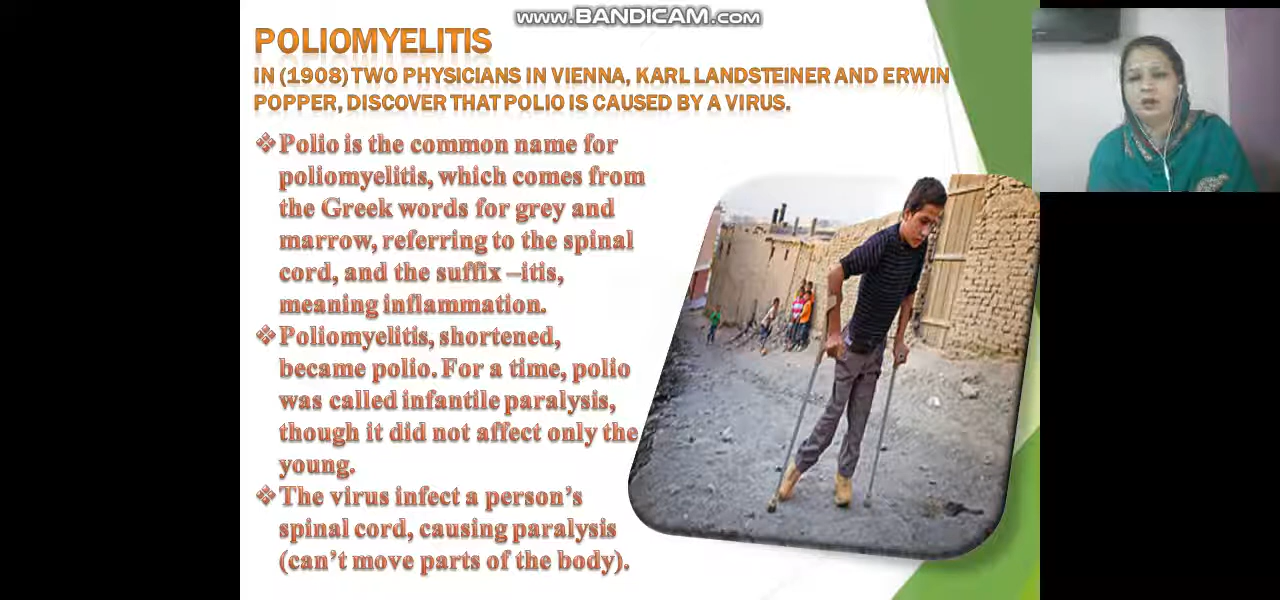 www.BANDICAM.com
POLIOMYELITIS
IN (1908) TWO PHYSICIANS IN VIENNA, KARL LANDSTEINER AND ERWIN
POPPER, DISCOVER THAT POLIO IS CAUSED BY A VIRUS.
❖Polio is the common name for
poliomyelitis, which comes from
the Greek words for grey and
marrow, referring to the spinal
cord, and the suffix –itis,
meaning inflammation.
❖Poliomyelitis, shortened,
became polio. For a time, polio
was called infantile paralysis,
though it did not affect only the
young.
❖The virus infect a person’s
spinal cord, causing paralysis
(can’t move parts of the body).